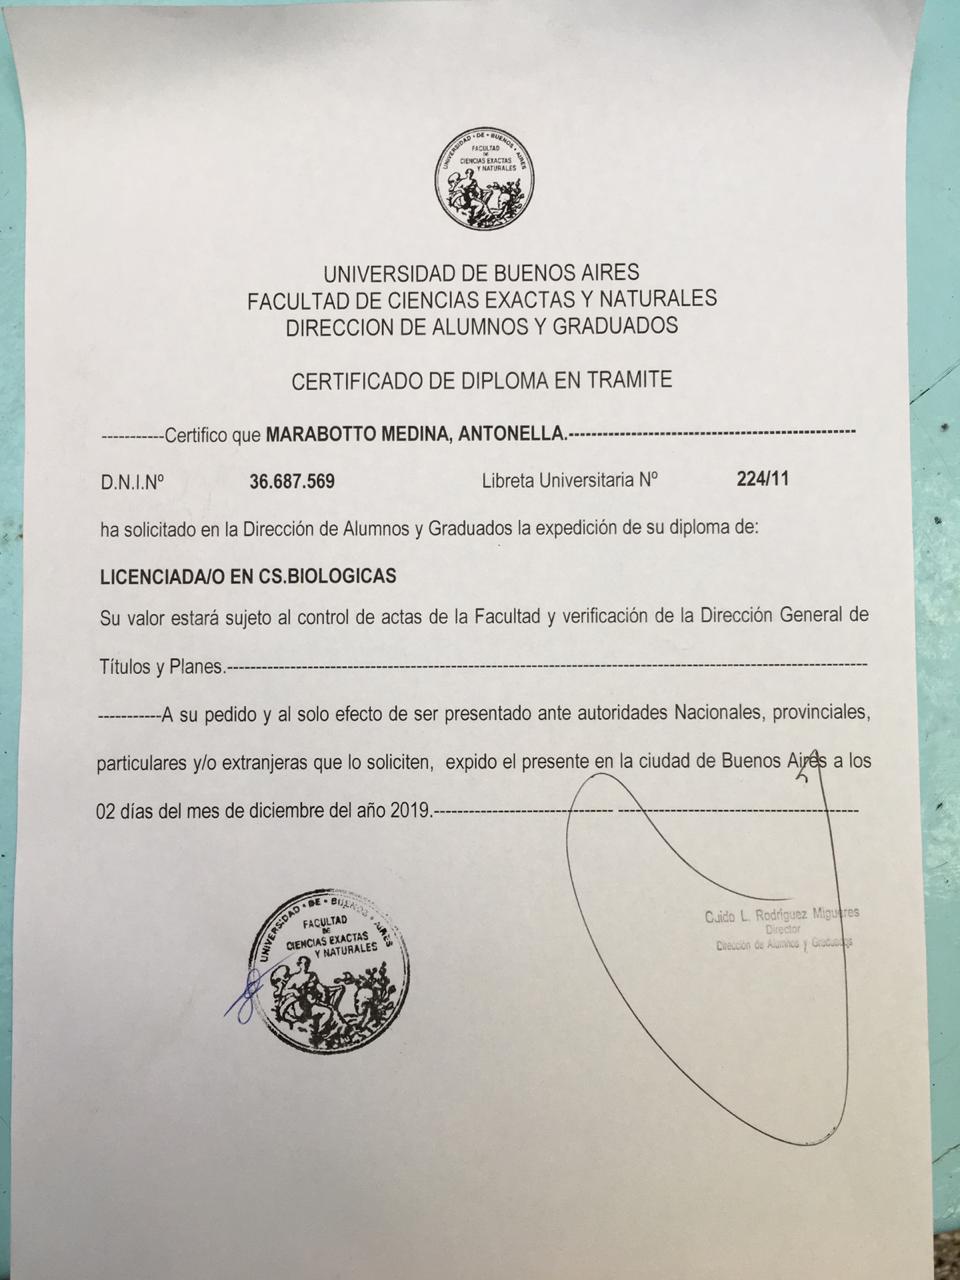 UNIVERSIDAD · DE · BUENOS · AIRES
FACULTAD
DE
CIENCIAS EXACTAS
Y NATURALES
UNIVERSIDAD DE BUENOS AIRES
FACULTAD DE CIENCIAS EXACTAS Y NATURALES
DIRECCION DE ALUMNOS Y GRADUADOS
CERTIFICADO DE DIPLOMA EN TRAMITE
-----------Certifico que MARABOTTO MEDINA, ANTONELLA.--------------------------------------------------
D.N.I.Nº 36.687.569 Libreta Universitaria Nº 224/11
ha solicitado en la Dirección de Alumnos y Graduados la expedición de su diploma de:
LICENCIADA/O EN CS.BIOLOGICAS
Su valor estará sujeto al control de actas de la Facultad y verificación de la Dirección General de
Títulos y Planes.----------------------------------------------------------------------------------------------------------------
-----------A su pedido y al solo efecto de ser presentado ante autoridades Nacionales, provinciales,
particulares y/o extranjeras que lo soliciten, expido el presente en la ciudad de Buenos Aires a los
02 días del mes de diciembre del año 2019.------------------------------- ------------------------------------------
UNIVERSIDAD · DE · BUENOS · AIRES
FACULTAD
DE
CIENCIAS EXACTAS
Y NATURALES
Guido L. Rodríguez Migueres
Director
Dirección de Alumnos y Graduados